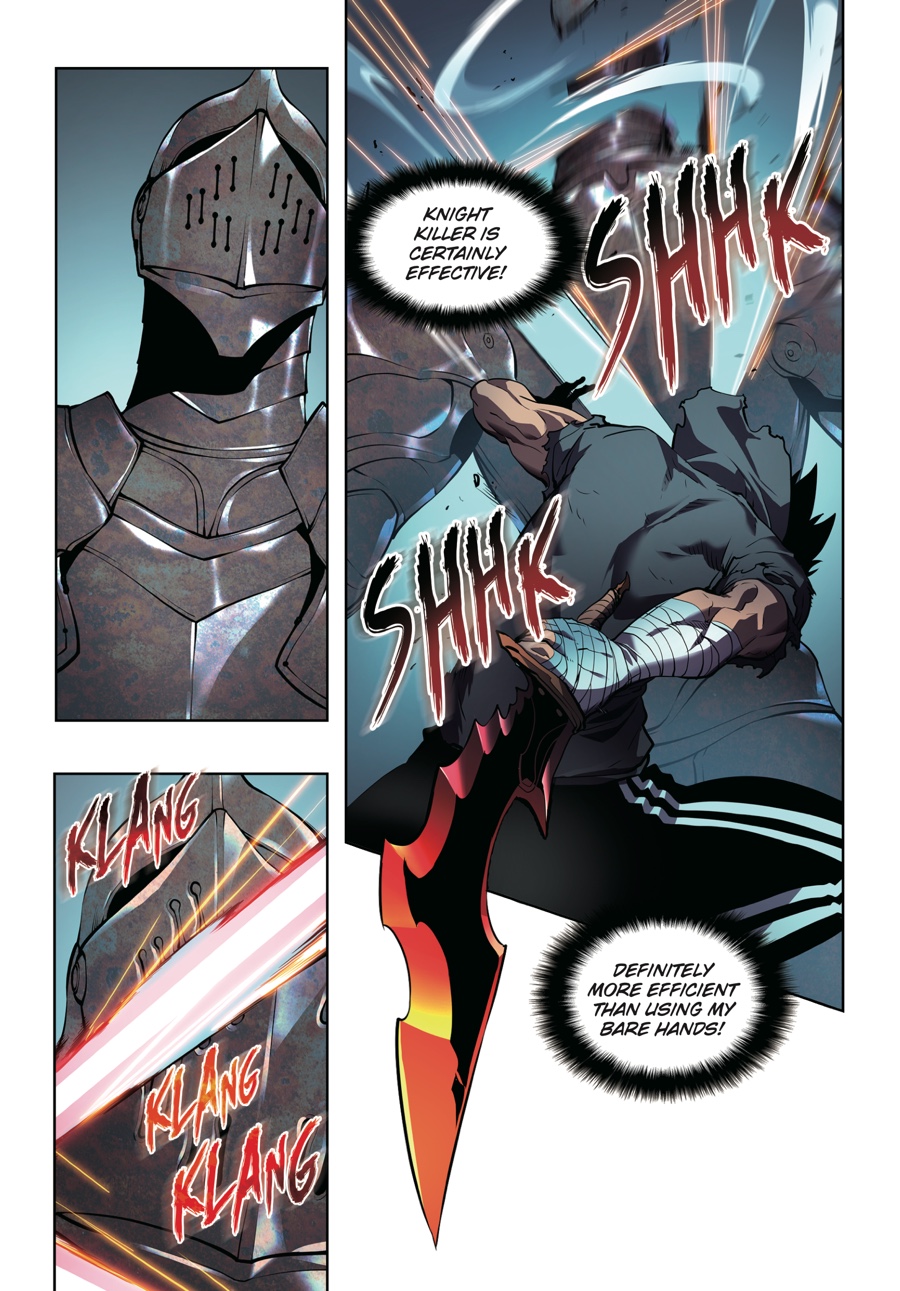 KNIGHT
KILLER IS
CERTAINLY
EFFECTIVE!
SHHK
SHHK
DEFINITELY
MORE EFFICIENT
THAN USING MY
BARE HANDS!
KLANG
KLANG
KLANG